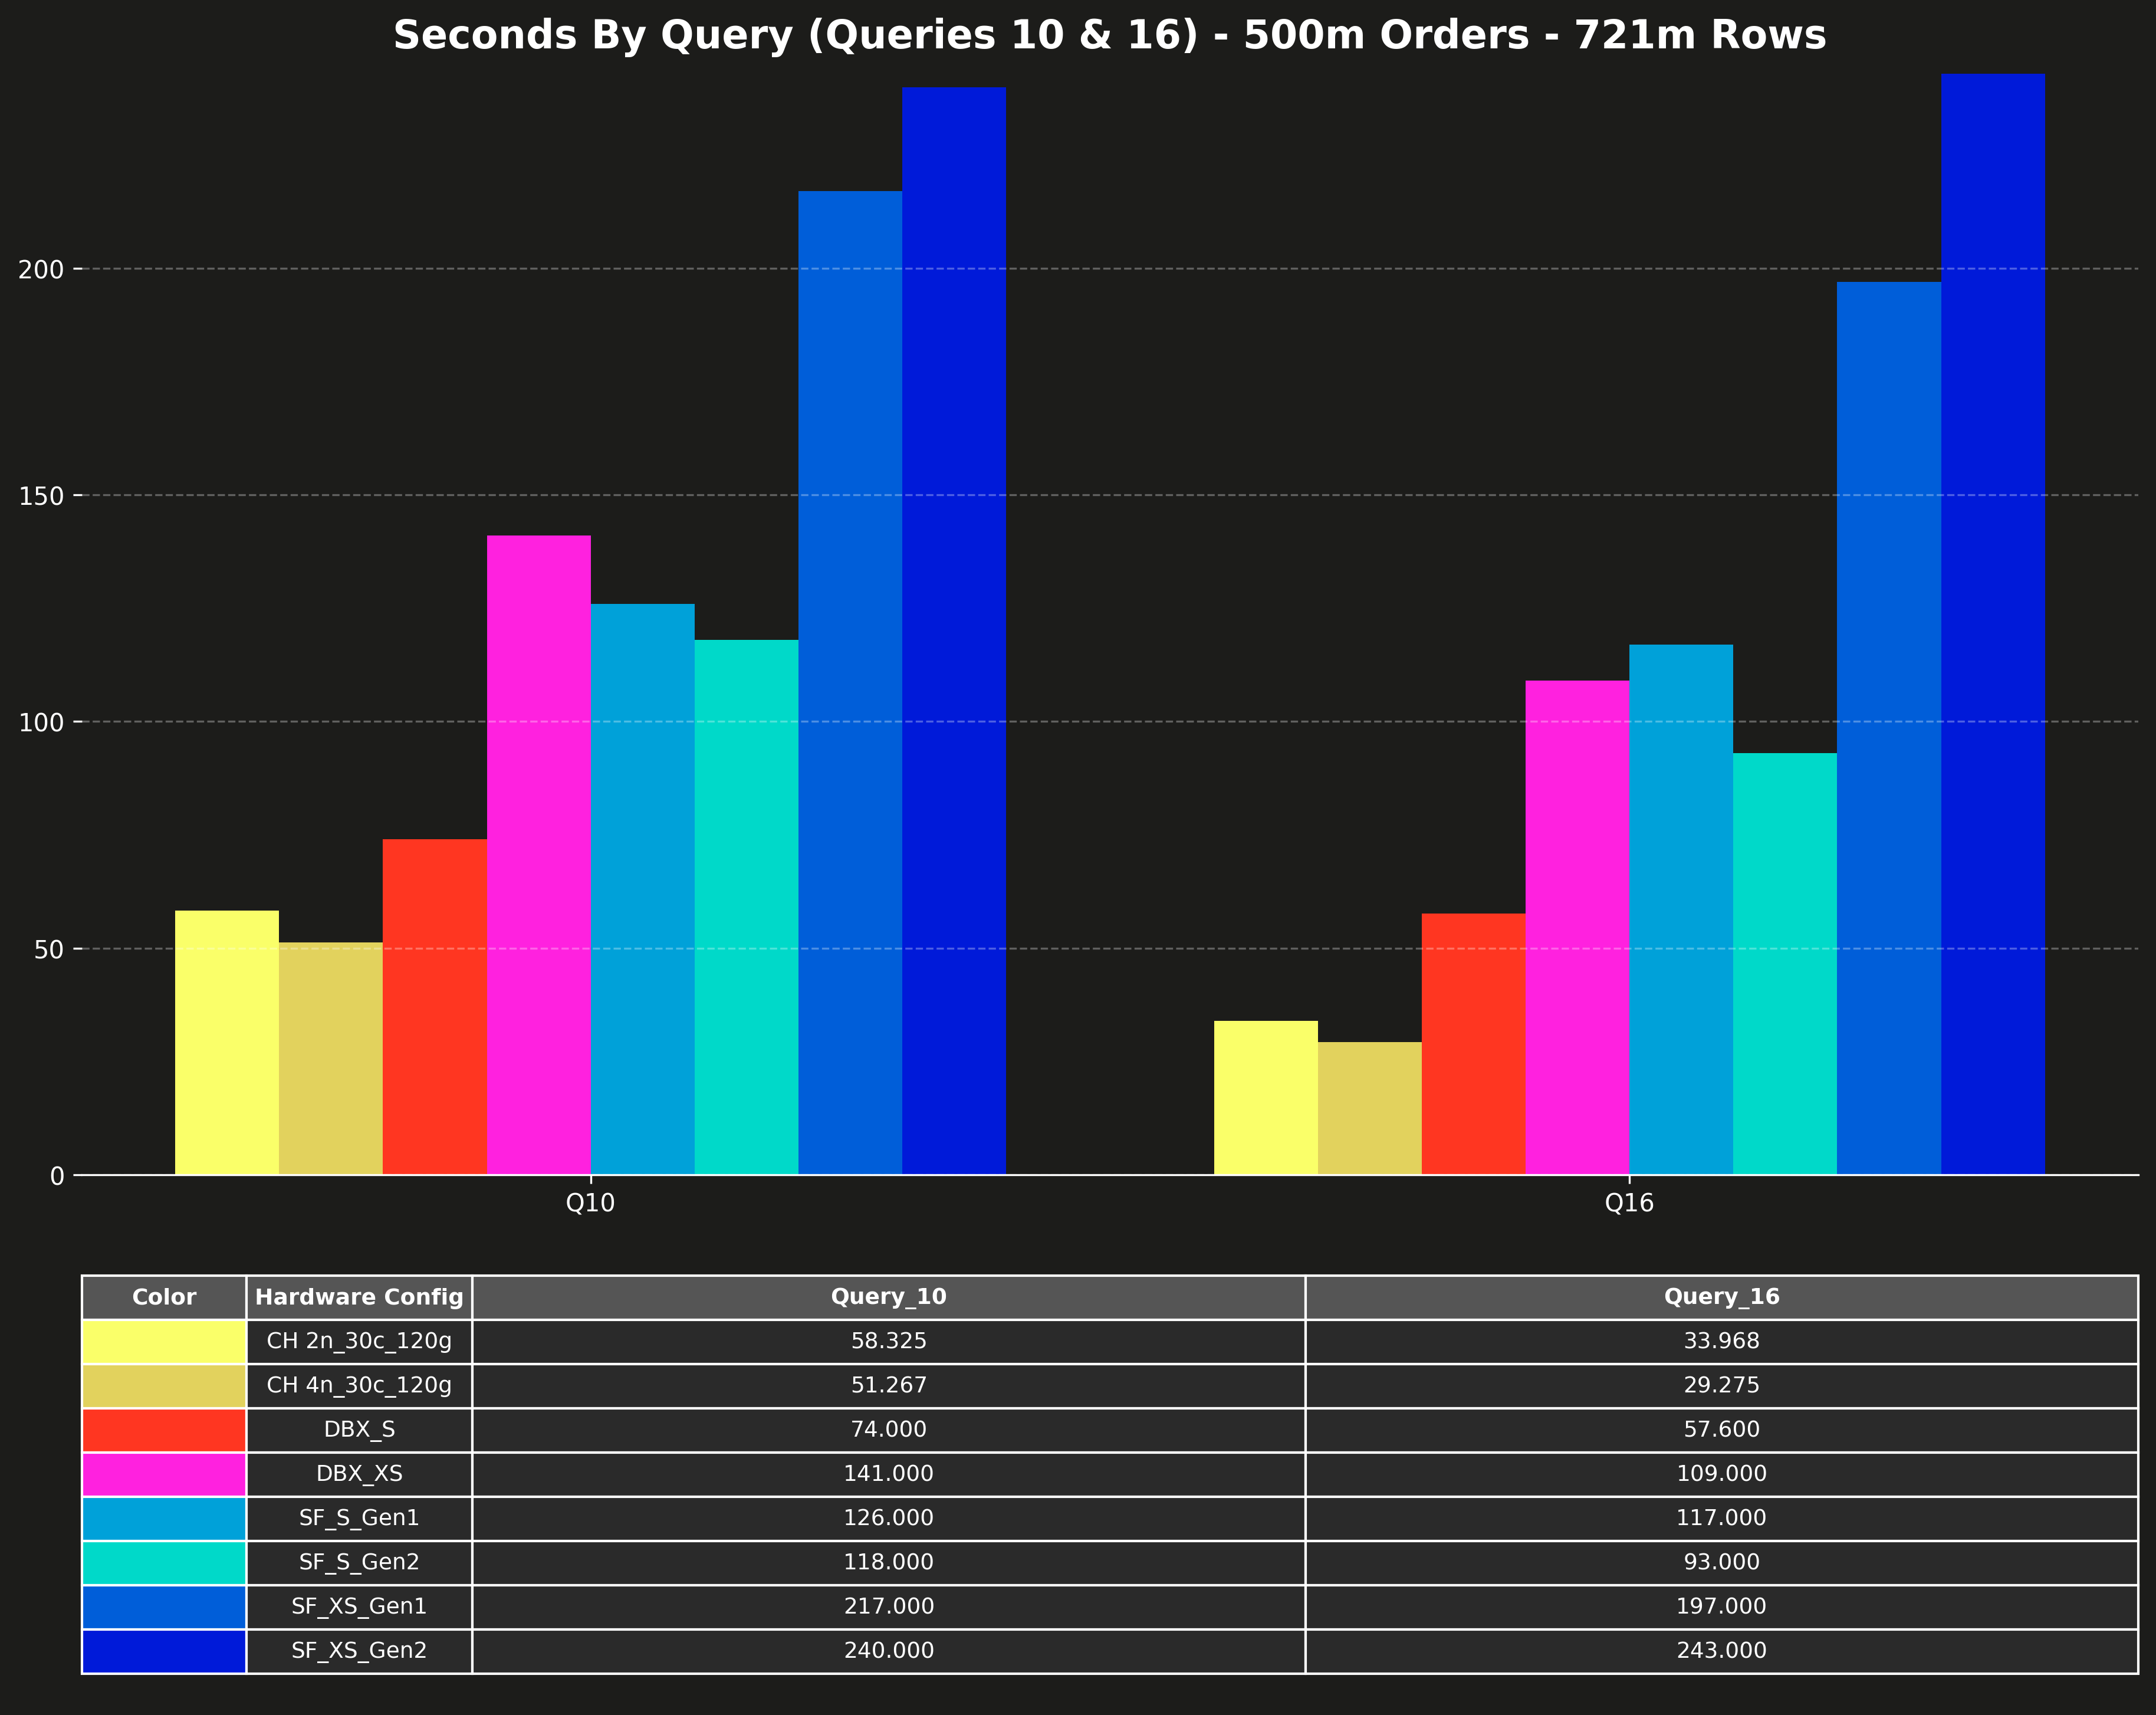 Seconds By Query (Queries 10 & 16) - 500m Orders - 721m Rows
200
150
100
50
0
Q10 Q16
Color Hardware Config Query_10 Query_16
CH 2n_30c_120g 58.325 33.968
CH 4n_30c_120g 51.267 29.275
DBX_S 74.000 57.600
DBX_XS 141.000 109.000
SF_S_Gen1 126.000 117.000
SF_S_Gen2 118.000 93.000
SF_XS_Gen1 217.000 197.000
SF_XS_Gen2 240.000 243.000